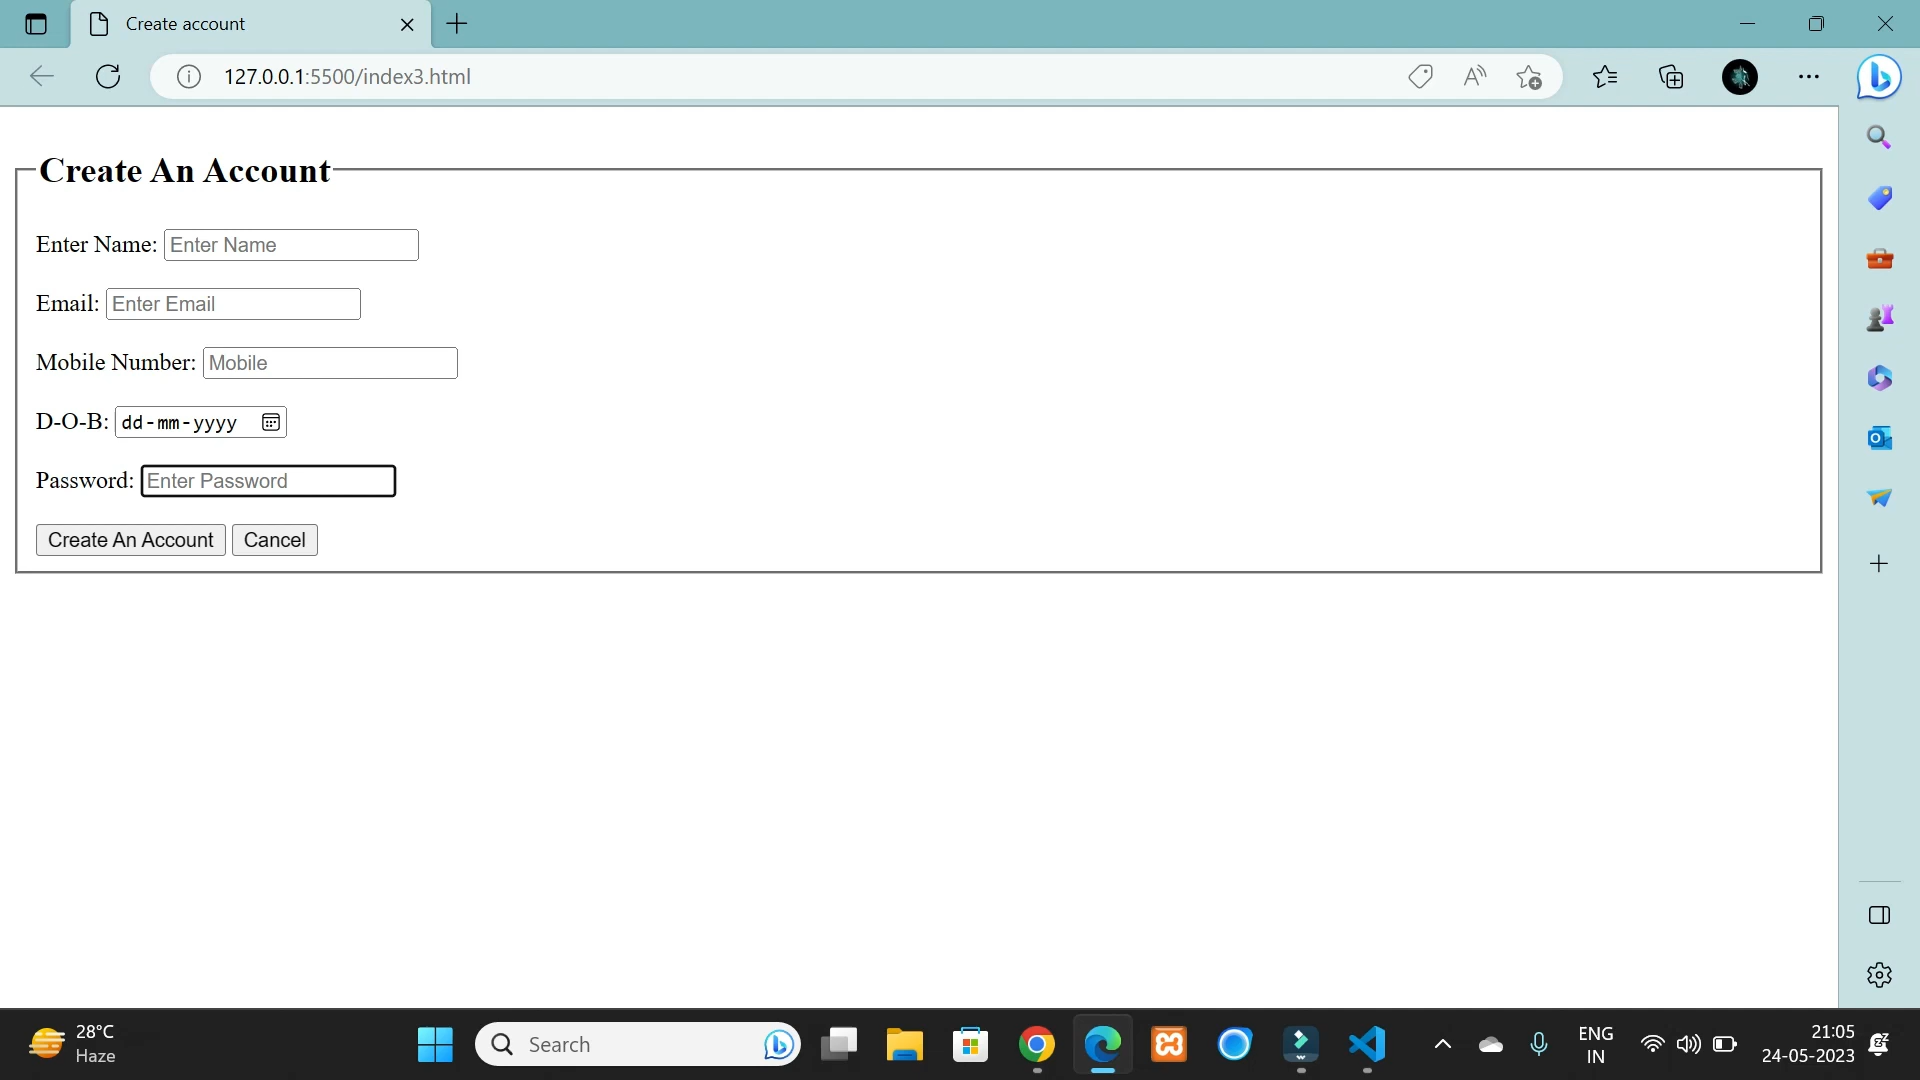 Create account
127.0.0.1:5500/index3.html
Create An Account
Enter Name: Enter Name
Email: Enter Email
Mobile Number: Mobile
D-O-B: dd-mm-yyyy
Password: Enter Password
Create An Account Cancel
28°C
Haze
Search
ENG
IN
21:05
24-05-2023